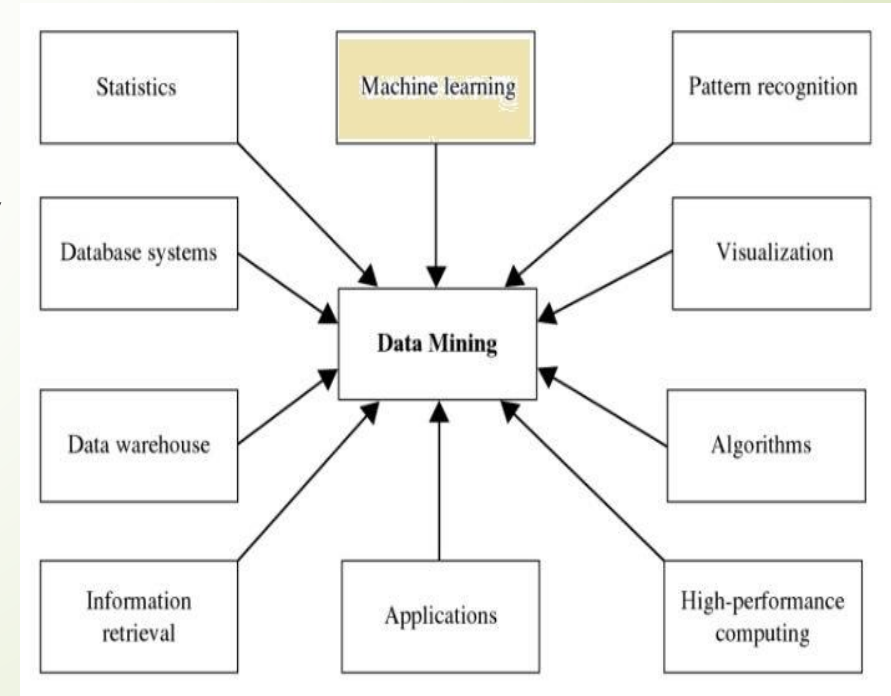 Statistics
Machine learning
Pattern recognition
Database systems
Visualization
Data Mining
Data warehouse
Algorithms
Information
retrieval
Applications
High-performance
computing